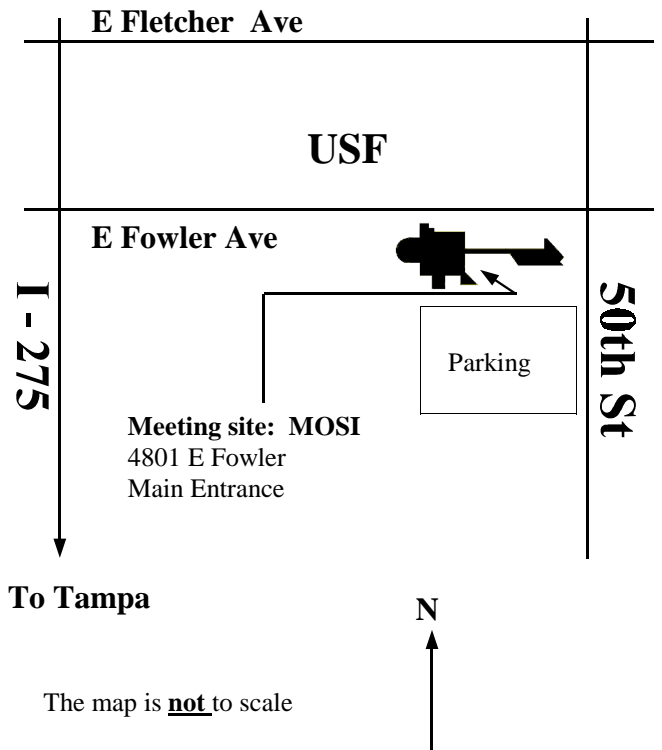 E Fletcher Ave
USF
E Fowler Ave
I - 275
50th St
Parking
Meeting site: MOSI
4801 E Fowler
Main Entrance
To Tampa
N
The map is not to scale